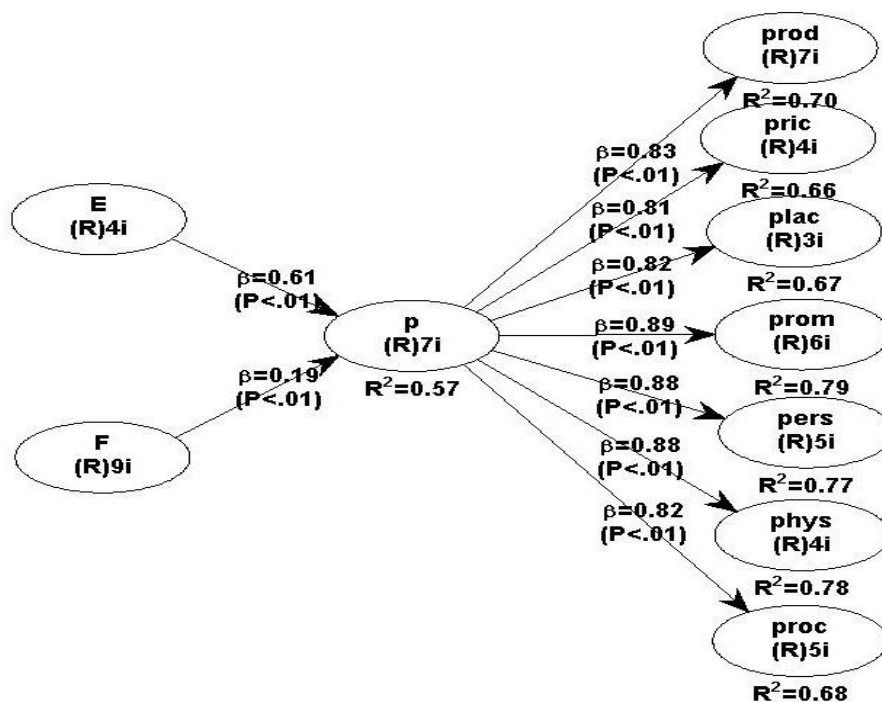 prod
(R)7i
R²=0.70
pric
(R)4i
R²=0.66
plac
(R)3i
R²=0.67
prom
(R)6i
R²=0.79
pers
(R)5i
R²=0.77
phys
(R)4i
R²=0.78
proc
(R)5i
R²=0.68
β=0.83
(P<.01)
β=0.81
(P<.01)
β=0.82
(P<.01)
β=0.89
(P<.01)
β=0.88
(P<.01)
β=0.88
(P<.01)
β=0.82
(P<.01)
E
(R)4i
β=0.61
(P<.01)
p
(R)7i
R²=0.57
β=0.19
(P<.01)
F
(R)9i